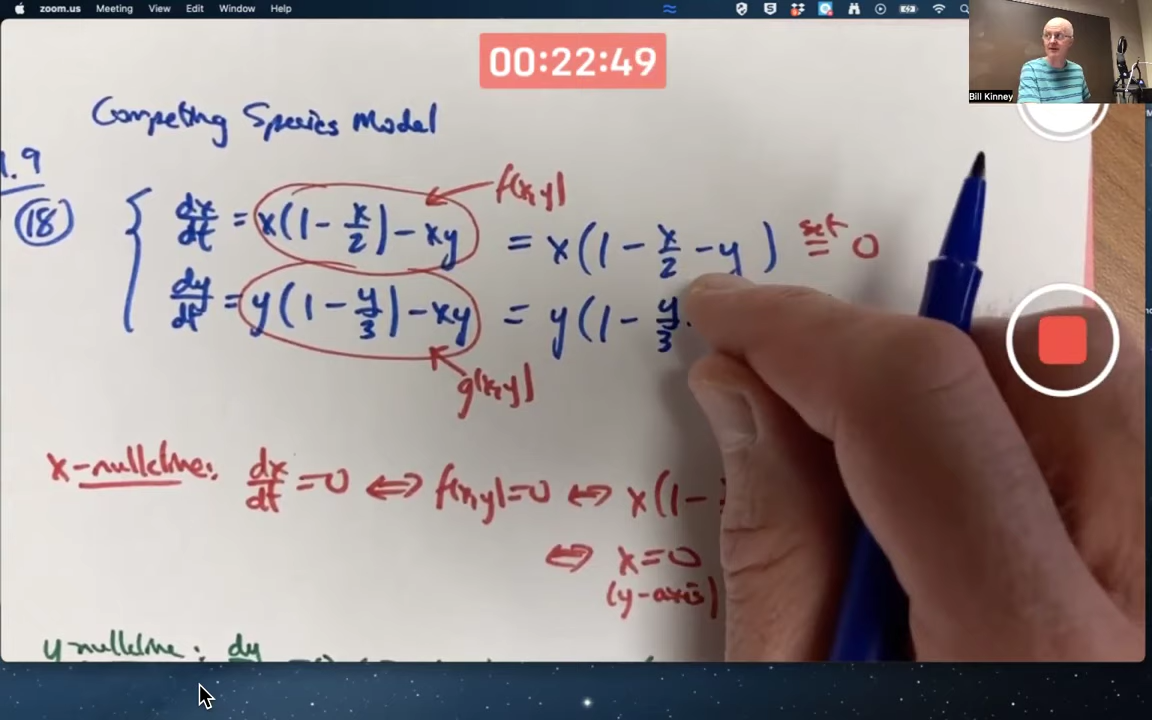 zoom.us Meeting View Edit Window Help
00:22:49
Bill Kinney
Competing Species Model
1.9
18
dx/dt = x(1 - x/2) - xy = x(1 - x/2 - y) set = 0
f(x,y)
dy/dt = y(1 - y/3) - xy = y(1 - y/3
g(x,y)
x-nullcline: dx/dt = 0 ⟺ f(x,y) = 0 ⟺ x(1 -
⟺ x = 0
(y-axis)
y-nullcline: dy